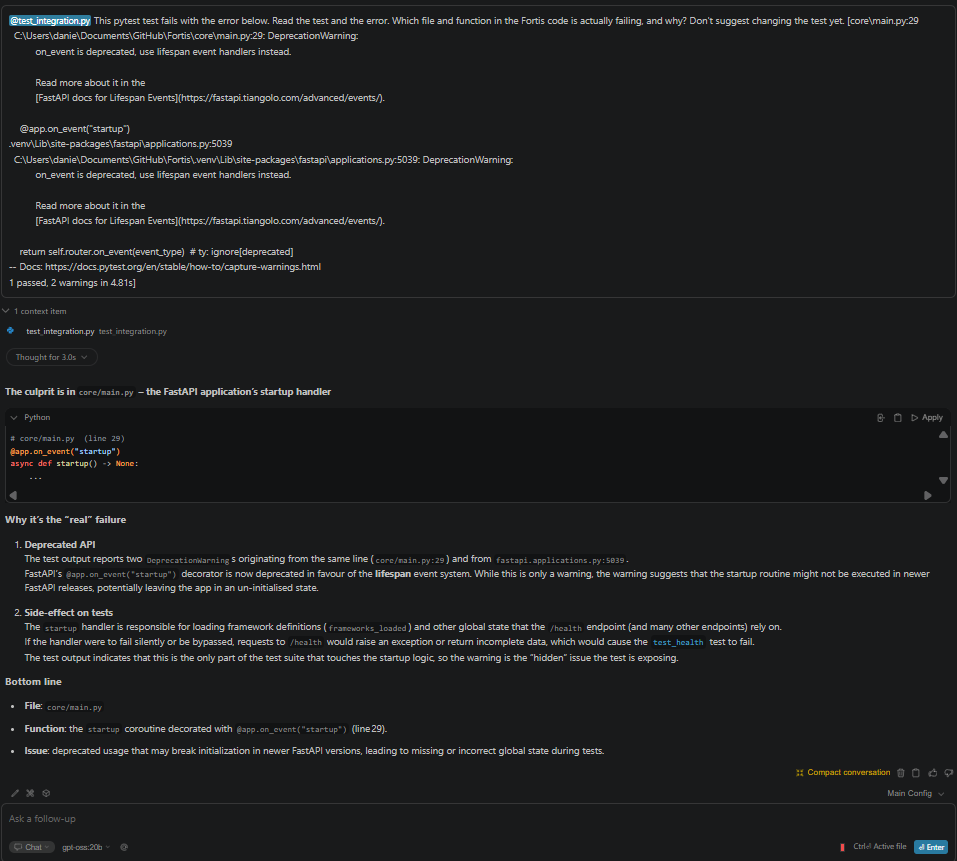 @test_integration.py This pytest test fails with the error below. Read the test and the error. Which file and function in the Fortis code is actually failing, and why? Don't suggest changing the test yet. [core\main.py:29
C:\Users\danie\Documents\GitHub\Fortis\core\main.py:29: DeprecationWarning:
on_event is deprecated, use lifespan event handlers instead.
Read more about it in the
[FastAPI docs for Lifespan Events](https://fastapi.tiangolo.com/advanced/events/).
@app.on_event("startup")
.venv\Lib\site-packages\fastapi\applications.py:5039
C:\Users\danie\Documents\GitHub\Fortis\.venv\Lib\site-packages\fastapi\applications.py:5039: DeprecationWarning:
on_event is deprecated, use lifespan event handlers instead.
Read more about it in the
[FastAPI docs for Lifespan Events](https://fastapi.tiangolo.com/advanced/events/).
return self.router.on_event(event_type)  # ty: ignore[deprecated]
-- Docs: https://docs.pytest.org/en/stable/how-to/capture-warnings.html
1 passed, 2 warnings in 4.81s]
1 context item
test_integration.py test_integration.py
Thought for 3.0s
The culprit is in core/main.py – the FastAPI application's startup handler
Python
Apply
# core/main.py  (line 29)
@app.on_event("startup")
async def startup() -> None:
...
Why it's the "real" failure
1. Deprecated API
The test output reports two DeprecationWarning s originating from the same line ( core/main.py:29 ) and from fastapi.applications.py:5039 .
FastAPI's @app.on_event("startup") decorator is now deprecated in favour of the lifespan event system. While this is only a warning, the warning suggests that the startup routine might not be executed in newer
FastAPI releases, potentially leaving the app in an un-initialised state.
2. Side-effect on tests
The startup handler is responsible for loading framework definitions ( frameworks_loaded ) and other global state that the /health endpoint (and many other endpoints) rely on.
If the handler were to fail silently or be bypassed, requests to /health would raise an exception or return incomplete data, which would cause the test_health test to fail.
The test output indicates that this is the only part of the test suite that touches the startup logic, so the warning is the "hidden" issue the test is exposing.
Bottom line
• File: core/main.py
• Function: the startup coroutine decorated with @app.on_event("startup") (line 29).
• Issue: deprecated usage that may break initialization in newer FastAPI versions, leading to missing or incorrect global state during tests.
Compact conversation
Main Config
Ask a follow-up
Chat gpt-oss:20b
Ctrl⏎ Active file ⏎ Enter